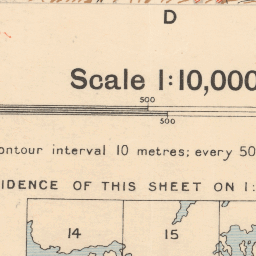 D
Scale 1:10,000
500
500
ontour interval 10 metres; every 50
IDENCE OF THIS SHEET ON 1:
14
15